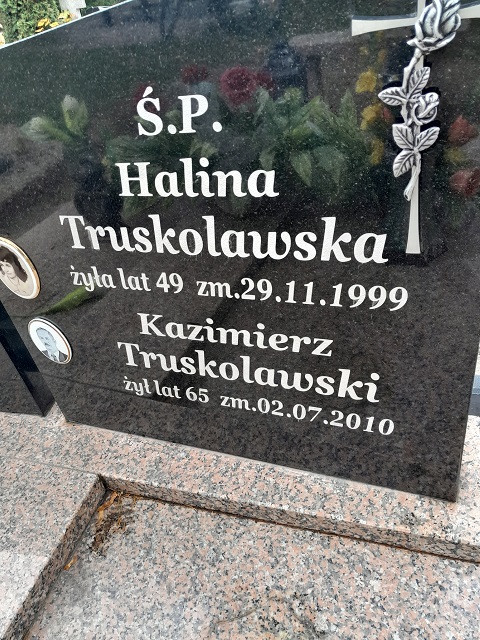 Ś.P.
Halina
Truskolawska
żyła lat 49 zm.29.11.1999
Kazimierz
Truskolawski
żył lat 65 zm.02.07.2010